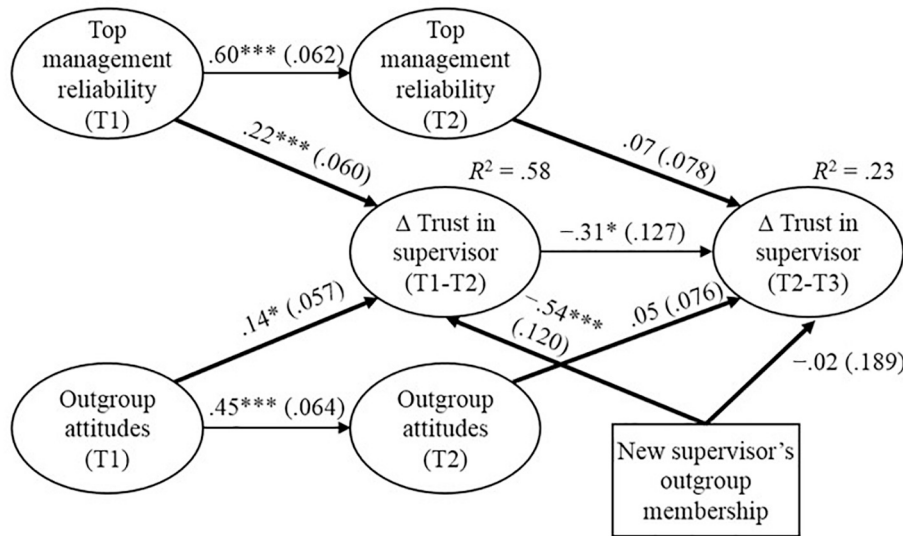 Top
management
reliability
(T1)
.60*** (.062)
Top
management
reliability
(T2)
.22*** (.060)
.07 (.078)
R² = .58
R² = .23
Δ Trust in
supervisor
(T1-T2)
−.31* (.127)
Δ Trust in
supervisor
(T2-T3)
.14* (.057)
−.54***
(.120)
.05 (.076)
−.02 (.189)
Outgroup
attitudes
(T1)
.45*** (.064)
Outgroup
attitudes
(T2)
New supervisor’s
outgroup
membership